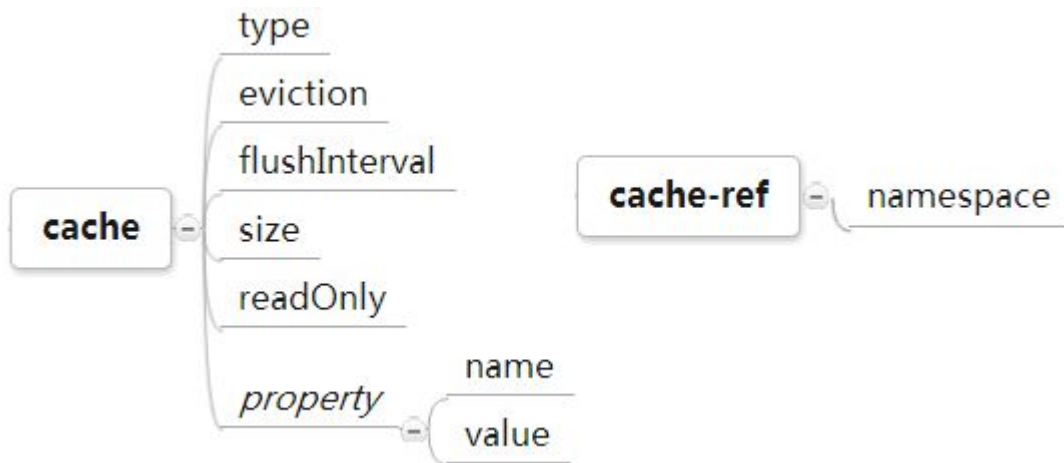 cache
type
eviction
flushInterval
size
readOnly
property
name
value
cache-ref
namespace